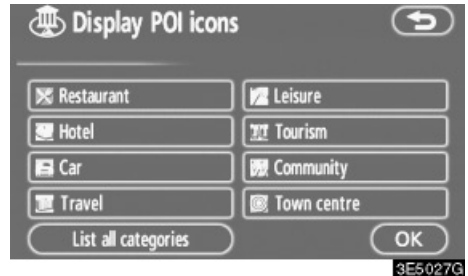 Display POI icons
Restaurant
Leisure
Hotel
Tourism
Car
Community
Travel
Town centre
List all categories
OK
3E5027G